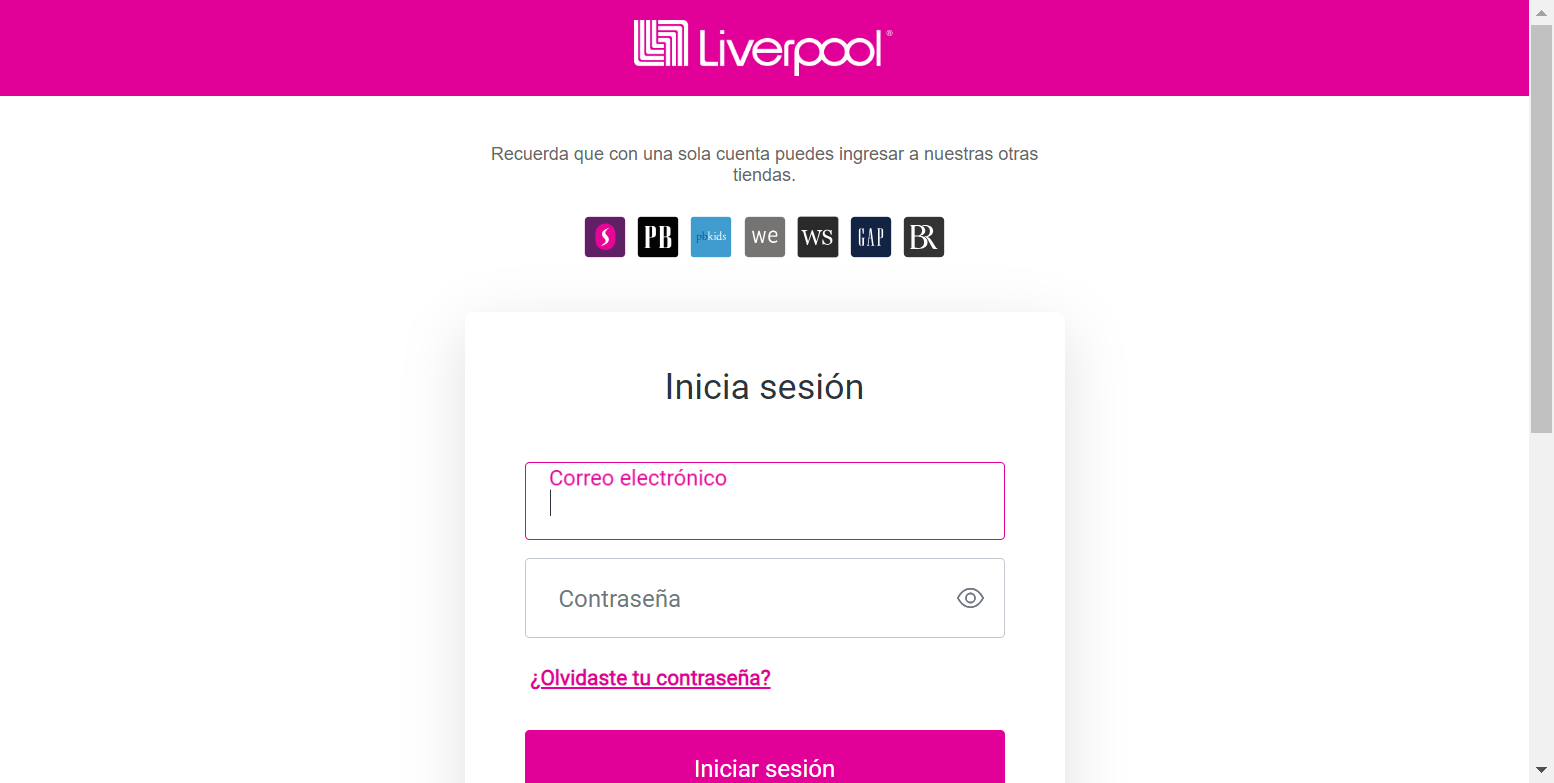 Liverpool®
Recuerda que con una sola cuenta puedes ingresar a nuestras otras
tiendas.
S PB pbkids we WS GAP BR
Inicia sesión
Correo electrónico
Contraseña
¿Olvidaste tu contraseña?
Iniciar sesión